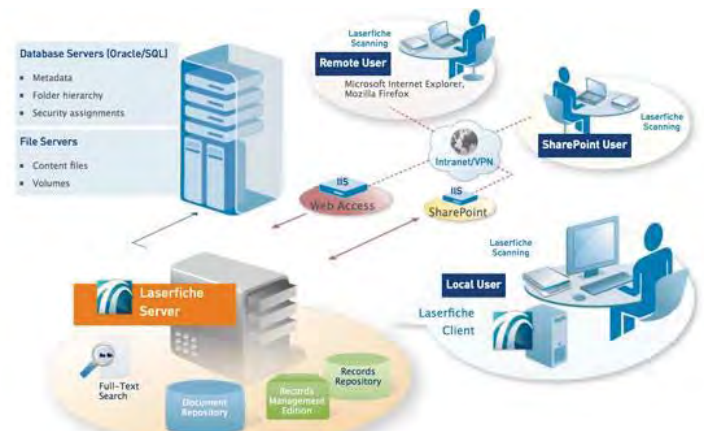 Database Servers (Oracle/SQL)
Metadata
Folder hierarchy
Security assignments
File Servers
Content files
Volumes
Laserfiche
Scanning
Remote User
Microsoft Internet Explorer,
Mozilla Firefox
Laserfiche
Scanning
SharePoint User
Intranet/VPN
IIS
Web Access
IIS
SharePoint
Laserfiche
Scanning
Local User
Laserfiche
Client
Laserfiche
Server
Full-Text
Search
Document
Repository
Records
Management
Edition
Records
Repository